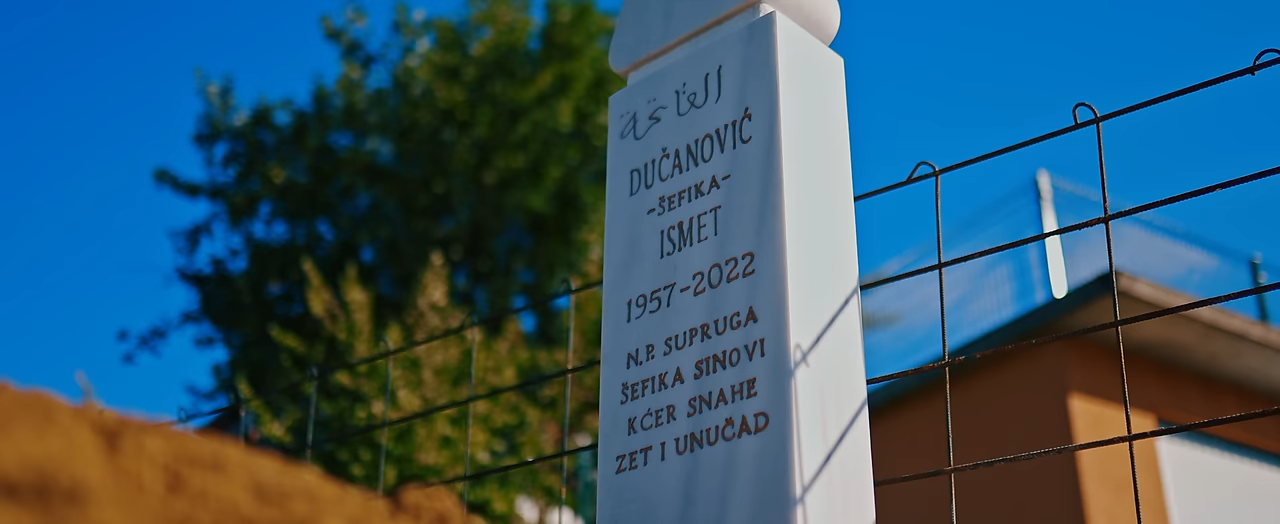 الفاتحة
DUČANOVIĆ
-ŠEFIKA-
ISMET
1957-2022
N.P. SUPRUGA
ŠEFIKA SINOVI
KĆER SNAHE
ZET I UNUČAD